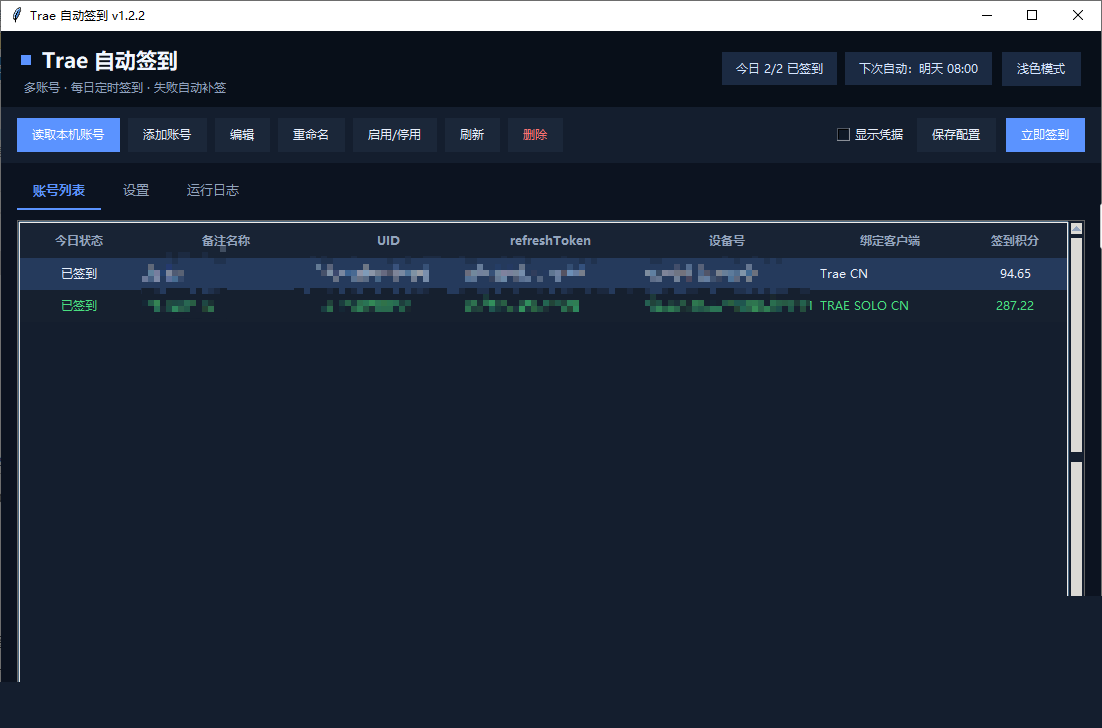 Trae 自动签到 v1.2.2
Trae 自动签到
多账号 · 每日定时签到 · 失败自动补签
今日 2/2 已签到 下次自动：明天 08:00 浅色模式
读取本机账号 添加账号 编辑 重命名 启用/停用 刷新 删除 显示凭据 保存配置 立即签到
账号列表 设置 运行日志
今日状态 备注名称 UID refreshToken 设备号 绑定客户端 签到积分
已签到 Trae CN 94.65
已签到 TRAE SOLO CN 287.22